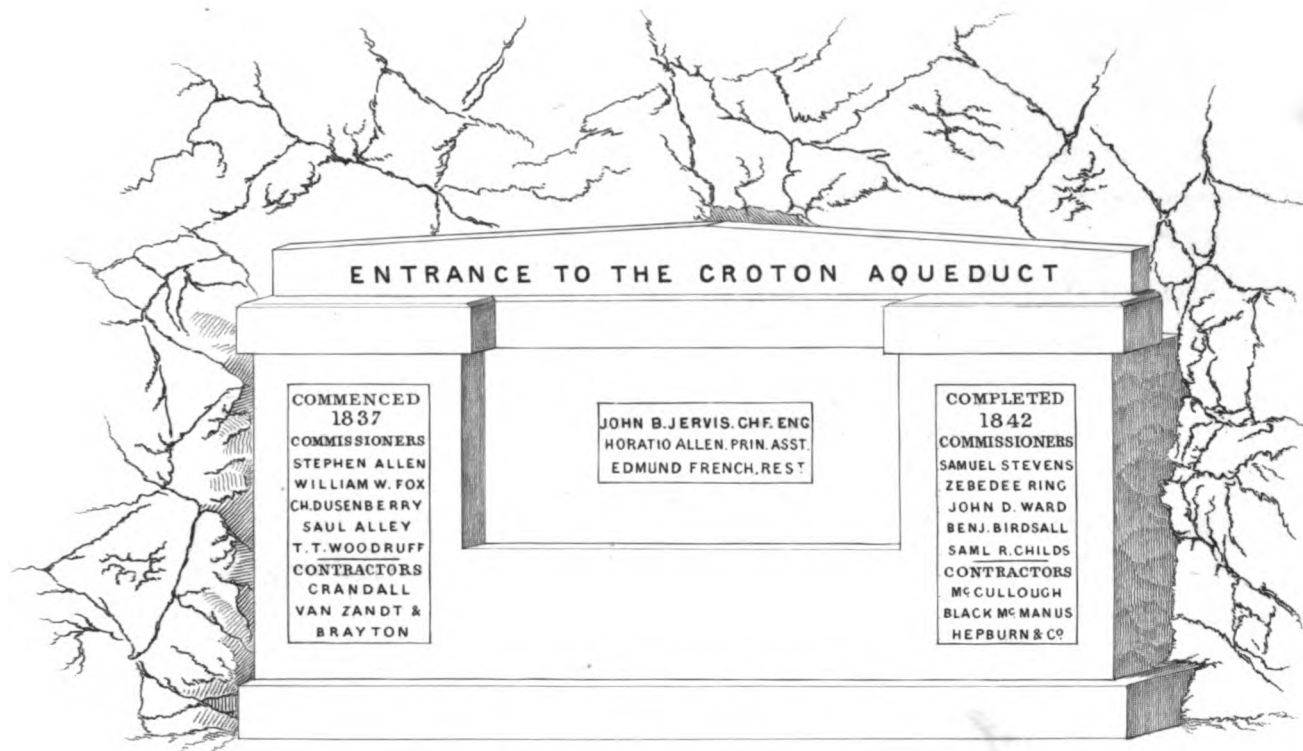 ENTRANCE TO THE CROTON AQUEDUCT
COMMENCED
1837
COMMISSIONERS
STEPHEN ALLEN
WILLIAM W. FOX
CH. DUSENBERRY
SAUL ALLEY
T. T. WOODRUFF
CONTRACTORS
CRANDALL
VAN ZANDT &
BRAYTON
JOHN B. JERVIS. CHF. ENG
HORATIO ALLEN. PRIN. ASST.
EDMUND FRENCH, REST
COMPLETED
1842
COMMISSIONERS
SAMUEL STEVENS
ZEBEDEE RING
JOHN D. WARD
BENJ. BIRDSALL
SAML R. CHILDS
CONTRACTORS
Mc CULLOUGH
BLACK Mc MANUS
HEPBURN & Co